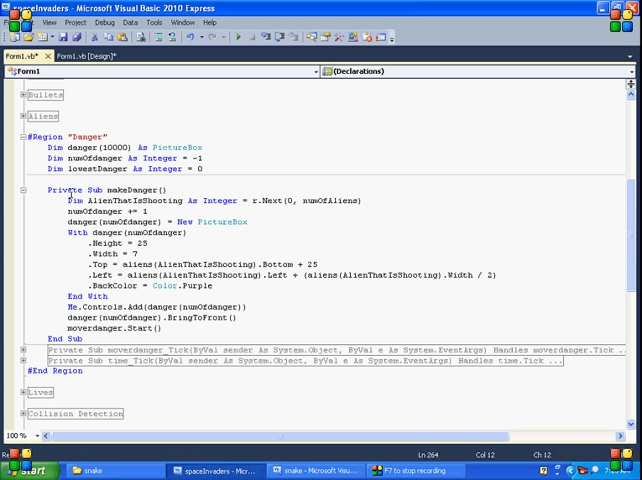 spaceInvaders - Microsoft Visual Basic 2010 Express
View Project Debug Data Tools Window Help
Form1.vb* Form1.vb [Design]*
Form1 (Declarations)
Bullets
Aliens
#Region "Danger"
Dim danger(10000) As PictureBox
Dim numOfdanger As Integer = -1
Dim lowestDanger As Integer = 0
Private Sub makeDanger()
Dim AlienThatIsShooting As Integer = r.Next(0, numOfAliens)
numOfdanger += 1
danger(numOfdanger) = New PictureBox
With danger(numOfdanger)
.Height = 25
.Width = 7
.Top = aliens(AlienThatIsShooting).Bottom + 25
.Left = aliens(AlienThatIsShooting).Left + (aliens(AlienThatIsShooting).Width / 2)
.BackColor = Color.Purple
End With
Me.Controls.Add(danger(numOfdanger))
danger(numOfdanger).BringToFront()
moverdanger.Start()
End Sub
Private Sub moverdanger_Tick(ByVal sender As System.Object, ByVal e As System.EventArgs) Handles moverdanger.Tick ...
Private Sub time_Tick(ByVal sender As System.Object, ByVal e As System.EventArgs) Handles time.Tick ...
#End Region
Lives
Collision Detection
100 %
Ln 264 Col 12 Ch 12
start snake spaceInvaders - Micr... snake - Microsoft Visu... F7 to stop recording